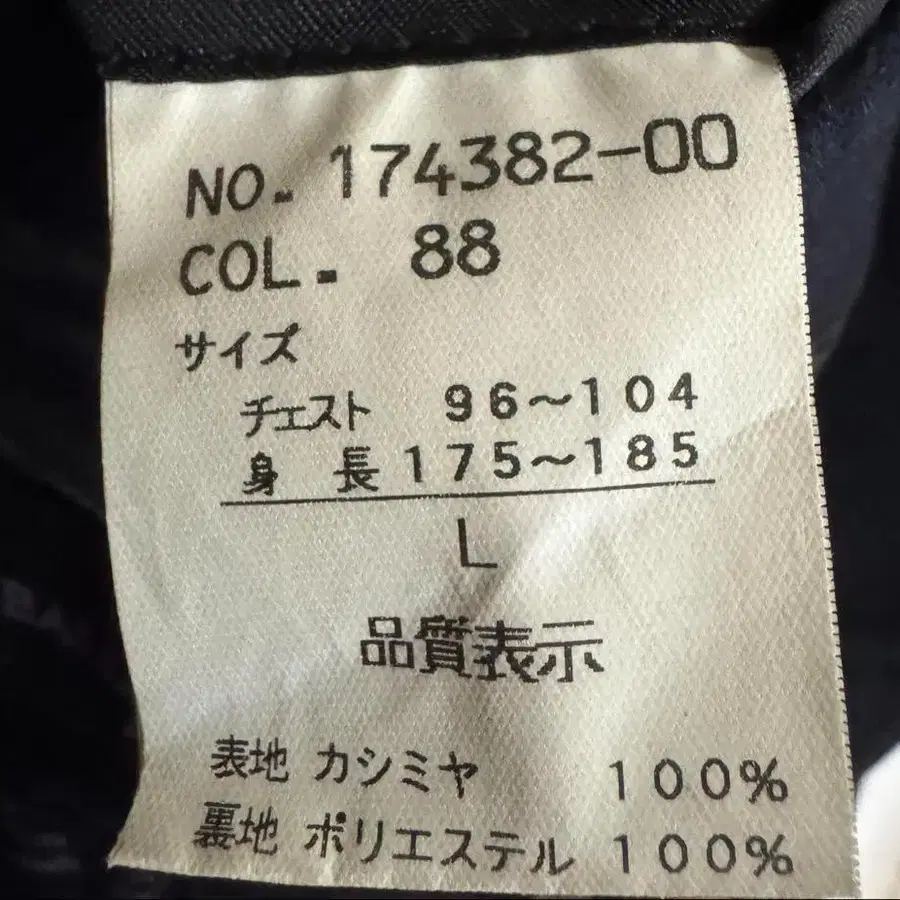 NO. 174382-00
COL. 88
サイズ
チェスト 96～104
身 長 175～185
L
品質表示
表地 カシミヤ 100%
裏地 ポリエステル 100%